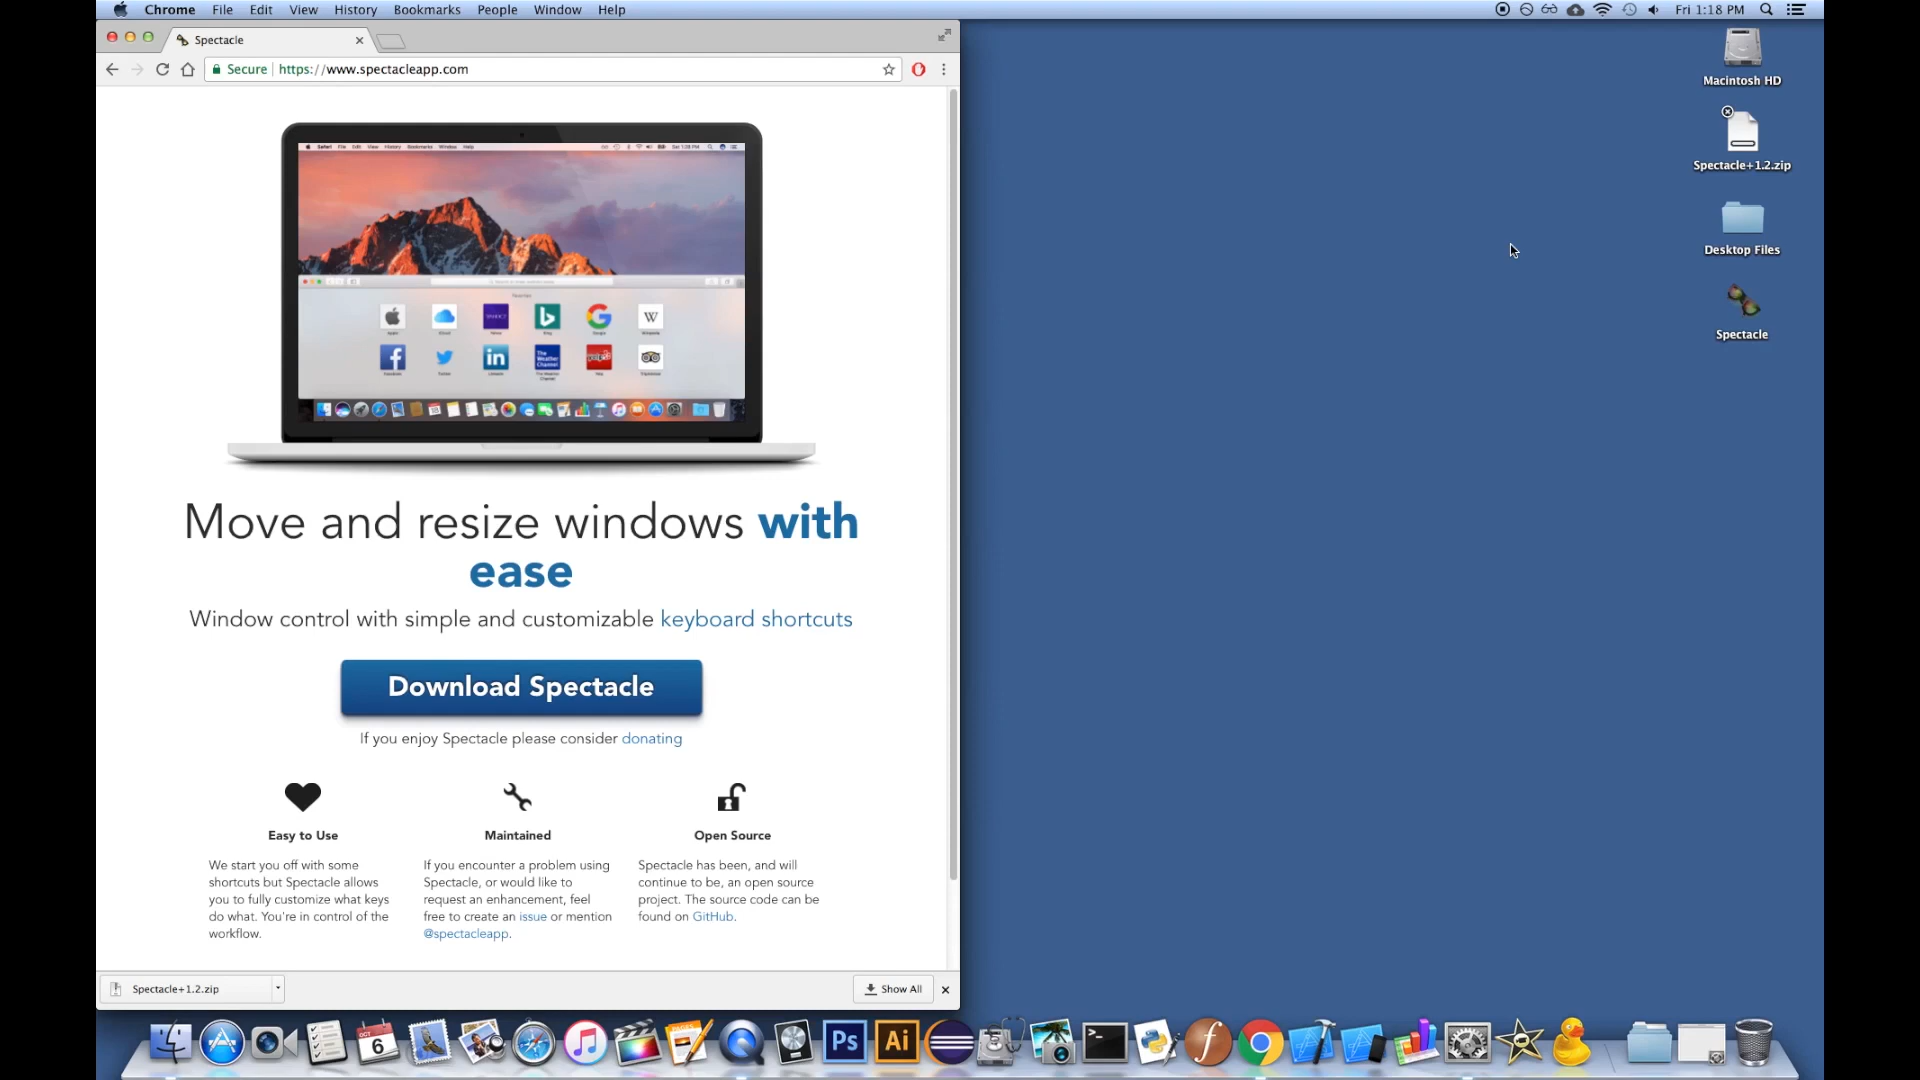 Chrome File Edit View History Bookmarks People Window Help
Fri 1:18 PM
Spectacle
Secure https://www.spectacleapp.com
Macintosh HD
Spectacle+1.2.zip
Desktop Files
Spectacle
Move and resize windows with
ease
Window control with simple and customizable keyboard shortcuts
Download Spectacle
If you enjoy Spectacle please consider donating
Easy to Use
We start you off with some
shortcuts but Spectacle allows
you to fully customize what keys
do what. You're in control of the
workflow.
Maintained
If you encounter a problem using
Spectacle, or would like to
request an enhancement, feel
free to create an issue or mention
@spectacleapp.
Open Source
Spectacle has been, and will
continue to be, an open source
project. The source code can be
found on GitHub.
Spectacle+1.2.zip
Show All
OCT
6
PAGES
Ps
Ai